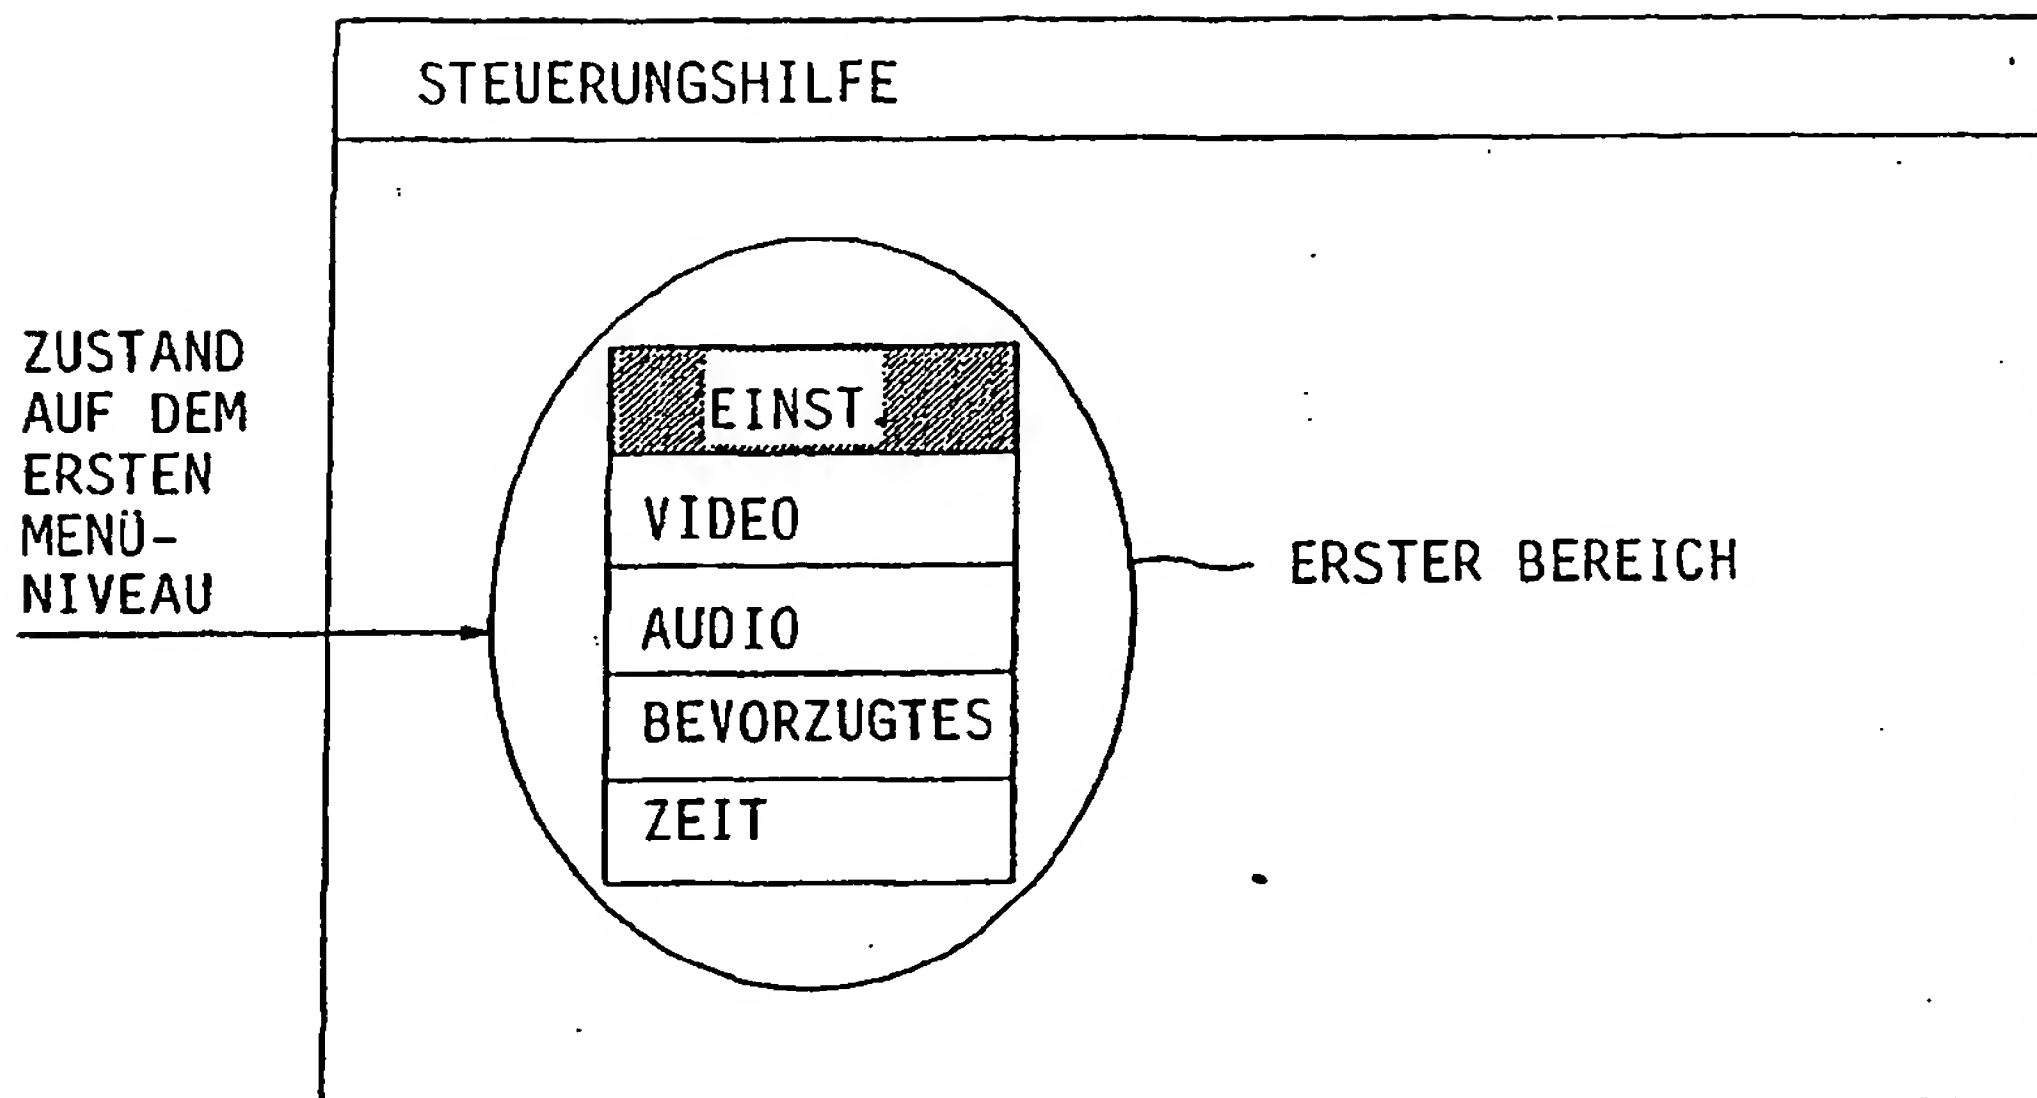 STEUERUNGSHILFE
ZUSTAND
AUF DEM
ERSTEN
MENÜ-
NIVEAU
EINST.
VIDEO
AUDIO
BEVORZUGTES
ZEIT
ERSTER BEREICH